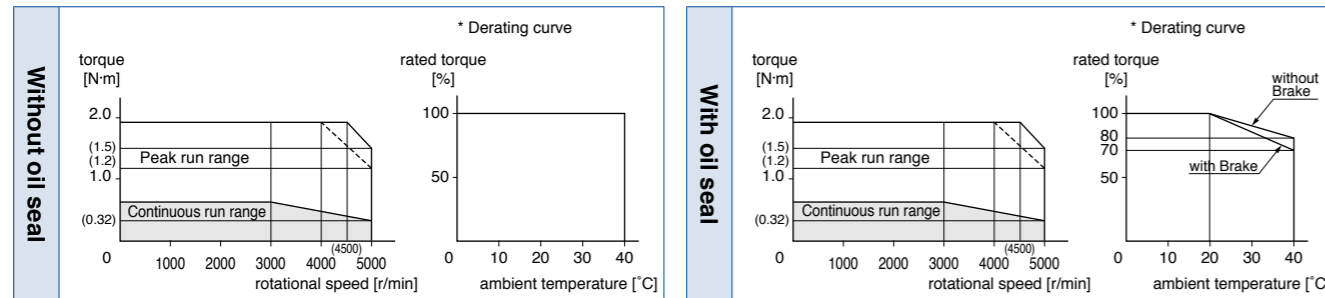 Without oil seal
torque
[N·m]
2.0
(1.5)
(1.2)
1.0
(0.32)
0
Peak run range
Continuous run range
1000 2000 3000 4000 5000
(4500)
rotational speed [r/min]
* Derating curve
rated torque
[%]
100
50
0
0 10 20 30 40
ambient temperature [˚C]
With oil seal
torque
[N·m]
2.0
(1.5)
(1.2)
1.0
(0.32)
0
Peak run range
Continuous run range
1000 2000 3000 4000 5000
(4500)
rotational speed [r/min]
* Derating curve
rated torque
[%]
without
Brake
100
80
70
50
with Brake
0
0 10 20 30 40
ambient temperature [˚C]